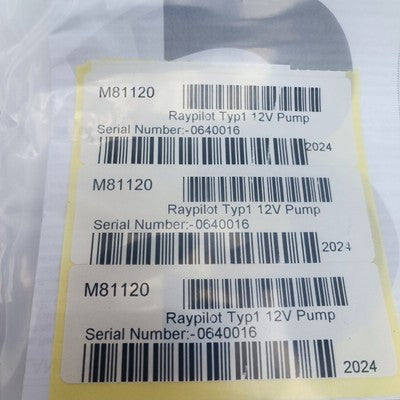 M81120
Raypilot Typ1 12V Pump
Serial Number:-0640016
2024
M81120
Raypilot Typ1 12V Pump
Serial Number:-0640016
2024
M81120
Raypilot Typ1 12V Pump
Serial Number:-0640016
2024